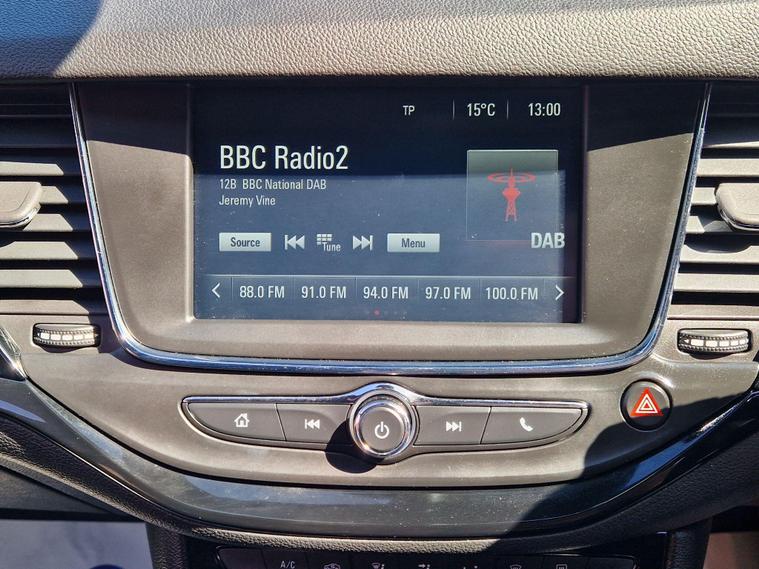 TP 15°C 13:00
BBC Radio2
12B BBC National DAB
Jeremy Vine
DAB
Source Tune Menu
88.0 FM 91.0 FM 94.0 FM 97.0 FM 100.0 FM
A/C